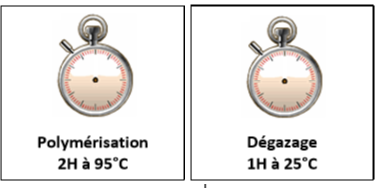 Polymérisation
2H à 95°C
Dégazage
1H à 25°C